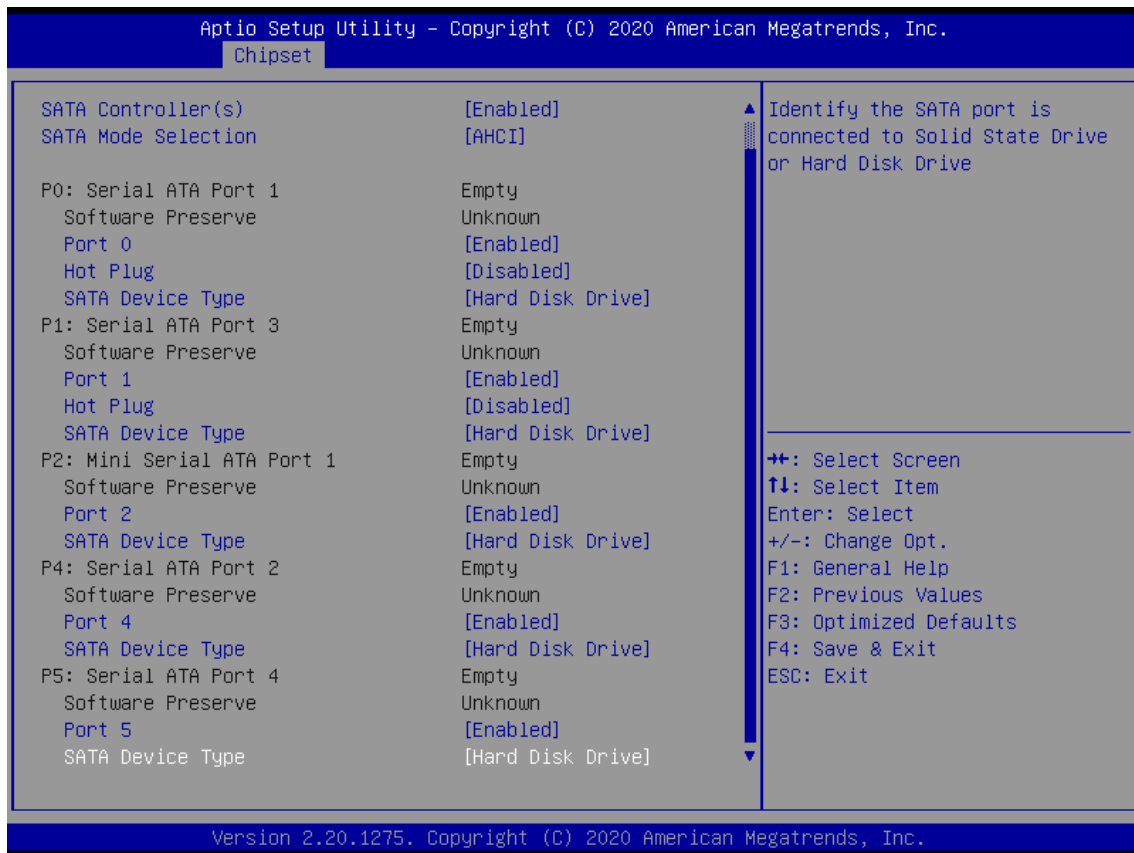 Aptio Setup Utility – Copyright (C) 2020 American Megatrends, Inc.
Chipset
SATA Controller(s) [Enabled]
SATA Mode Selection [AHCI]
P0: Serial ATA Port 1 Empty
Software Preserve Unknown
Port 0 [Enabled]
Hot Plug [Disabled]
SATA Device Type [Hard Disk Drive]
P1: Serial ATA Port 3 Empty
Software Preserve Unknown
Port 1 [Enabled]
Hot Plug [Disabled]
SATA Device Type [Hard Disk Drive]
P2: Mini Serial ATA Port 1 Empty
Software Preserve Unknown
Port 2 [Enabled]
SATA Device Type [Hard Disk Drive]
P4: Serial ATA Port 2 Empty
Software Preserve Unknown
Port 4 [Enabled]
SATA Device Type [Hard Disk Drive]
P5: Serial ATA Port 4 Empty
Software Preserve Unknown
Port 5 [Enabled]
SATA Device Type [Hard Disk Drive]
Identify the SATA port is
connected to Solid State Drive
or Hard Disk Drive
→←: Select Screen
↑↓: Select Item
Enter: Select
+/-: Change Opt.
F1: General Help
F2: Previous Values
F3: Optimized Defaults
F4: Save & Exit
ESC: Exit
Version 2.20.1275. Copyright (C) 2020 American Megatrends, Inc.